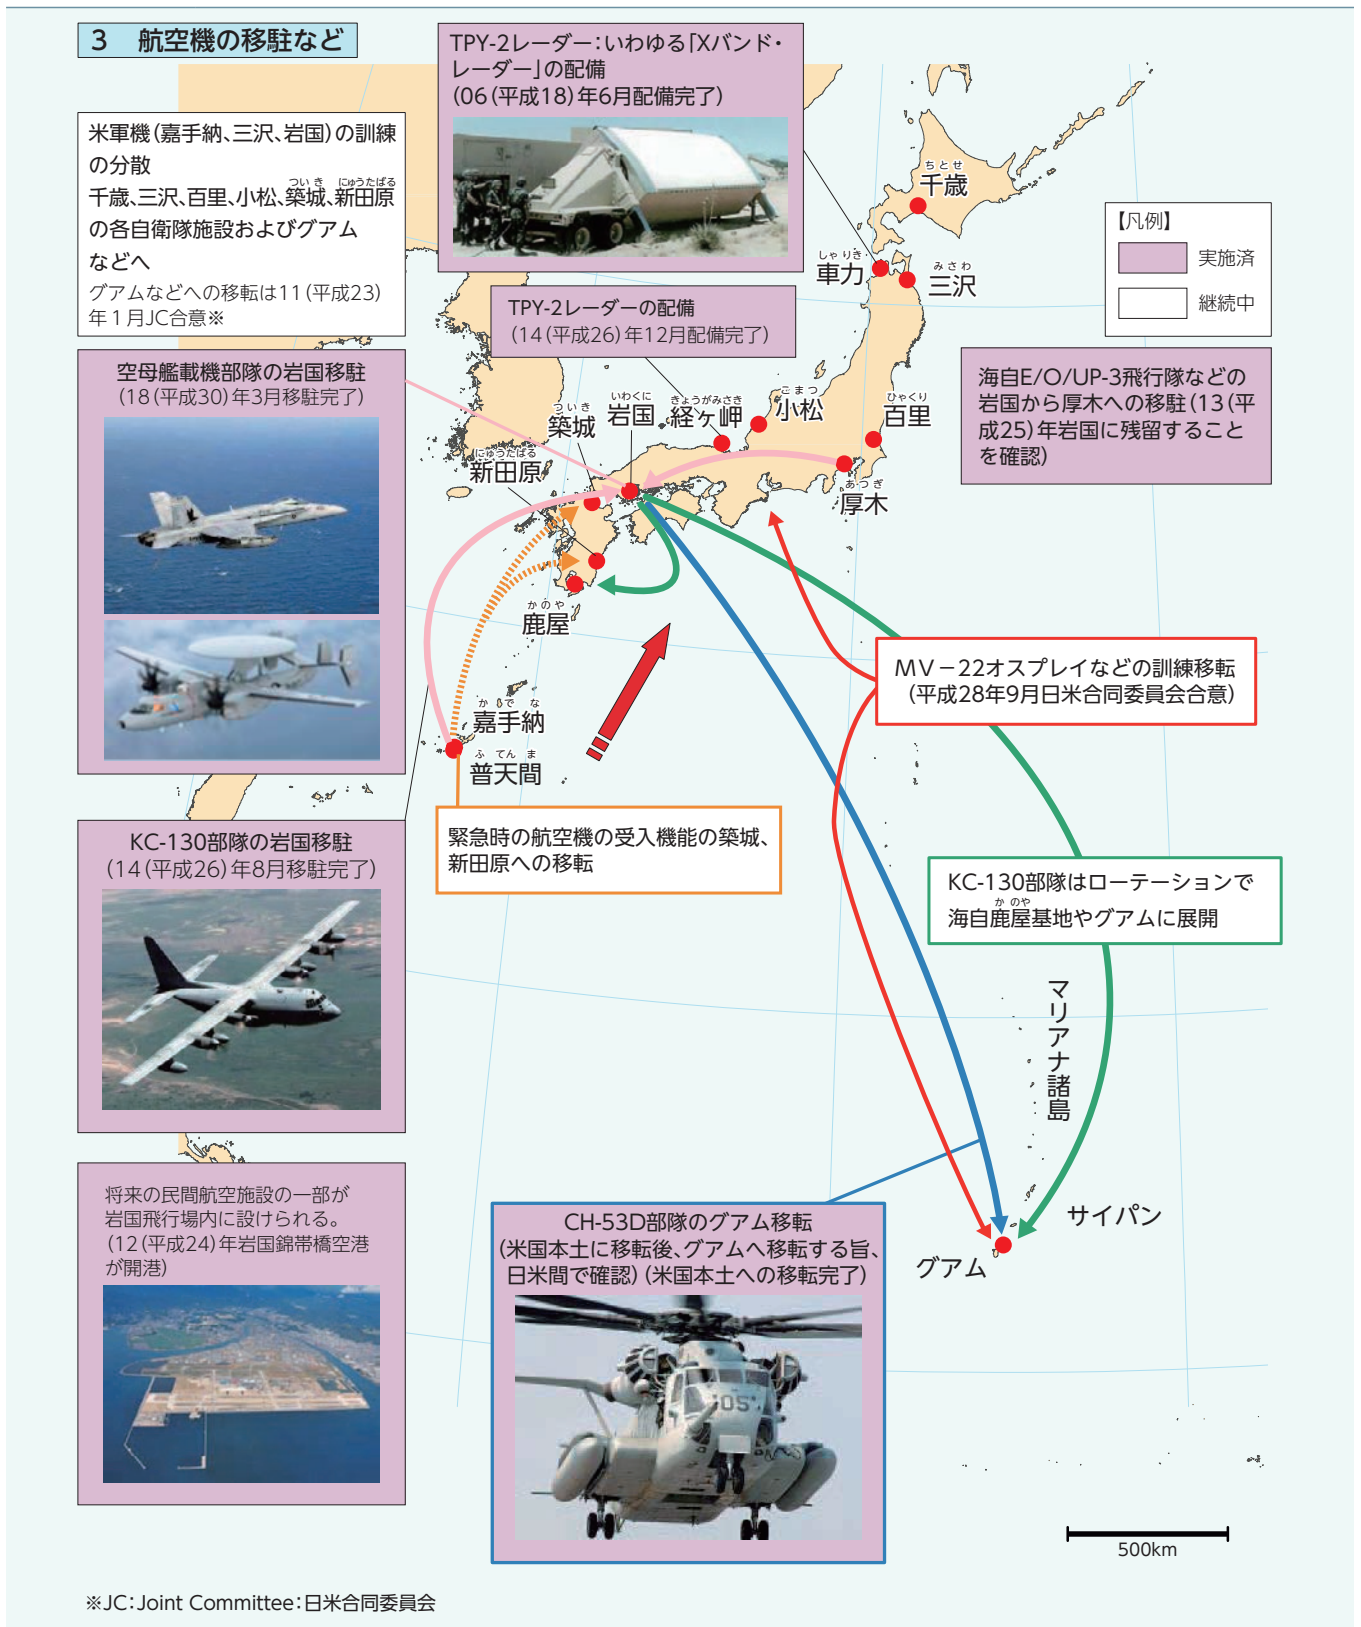 3 航空機の移駐など
TPY-2レーダー：いわゆる「Xバンド・
レーダー」の配備
(06(平成18)年6月配備完了)
米軍機(嘉手納、三沢、岩国)の訓練
の分散
ついき にゅうたばる
千歳、三沢、百里、小松、築城、新田原
の各自衛隊施設およびグアム
などへ
グアムなどへの移転は11(平成23)
年１月JC合意※
ちとせ
千歳
【凡例】
実施済
継続中
しゃりき
車力
みさわ
三沢
TPY-2レーダーの配備
(14(平成26)年12月配備完了)
空母艦載機部隊の岩国移駐
(18(平成30)年3月移駐完了)
海自E/O/UP-3飛行隊などの
岩国から厚木への移駐(13(平
成25)年岩国に残留すること
を確認)
ついき
築城
いわくに
岩国
きょうがみさき
経ヶ岬
こまつ
小松
ひゃくり
百里
にゅうたばる
新田原
あつぎ
厚木
かのや
鹿屋
MV－22オスプレイなどの訓練移転
(平成28年9月日米合同委員会合意)
かでな
嘉手納
ふてんま
普天間
緊急時の航空機の受入機能の築城、
新田原への移転
KC-130部隊の岩国移駐
(14(平成26)年8月移駐完了)
KC-130部隊はローテーションで
かのや
海自鹿屋基地やグアムに展開
マリアナ諸島
将来の民間航空施設の一部が
岩国飛行場内に設けられる。
(12(平成24)年岩国錦帯橋空港
が開港)
CH-53D部隊のグアム移転
(米国本土に移転後、グアムへ移転する旨、
日米間で確認)(米国本土への移転完了)
05
サイパン
グアム
500km
※JC：Joint Committee：日米合同委員会